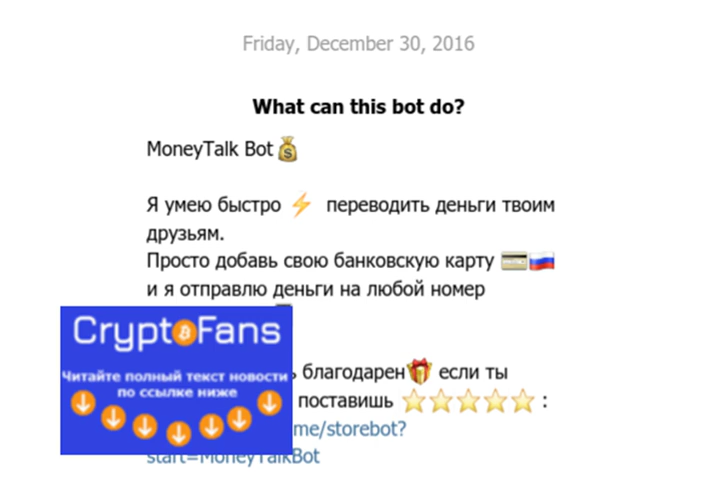 Friday, December 30, 2016
What can this bot do?
MoneyTalk Bot
Я умею быстро переводить деньги твоим
друзьям.
Просто добавь свою банковскую карту
и я отправлю деньги на любой номер
CryptoFans
Читайте полный текст новости
по ссылке ниже
благодарен если ты
поставишь :
me/storebot?
start=MoneyTalkBot